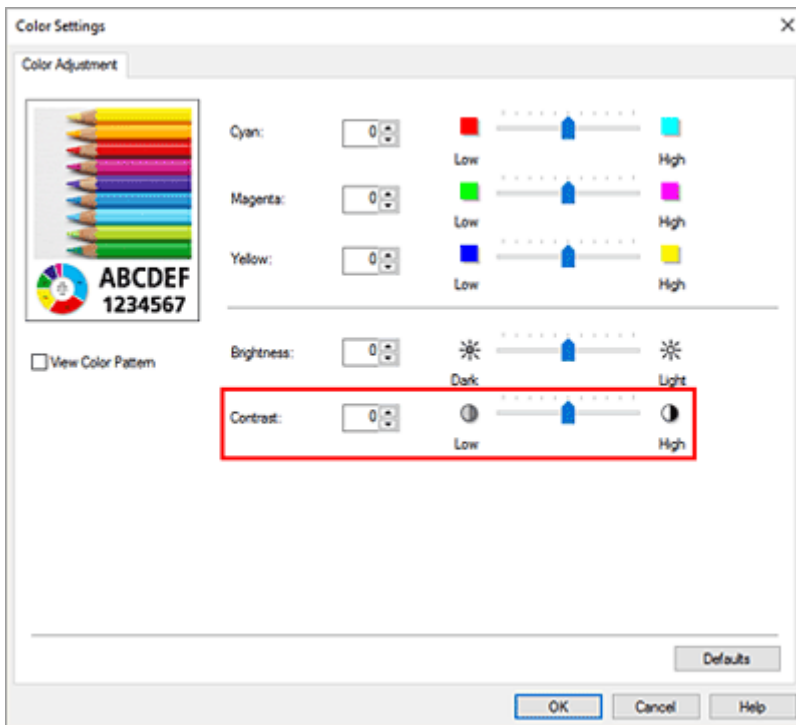 Color Settings
Color Adjustment
Cyan: 0
Low High
Magenta: 0
Low High
Yellow: 0
Low High
ABCDEF
1234567
View Color Pattern
Brightness: 0
Dark Light
Contrast: 0
Low High
Defaults
OK Cancel Help